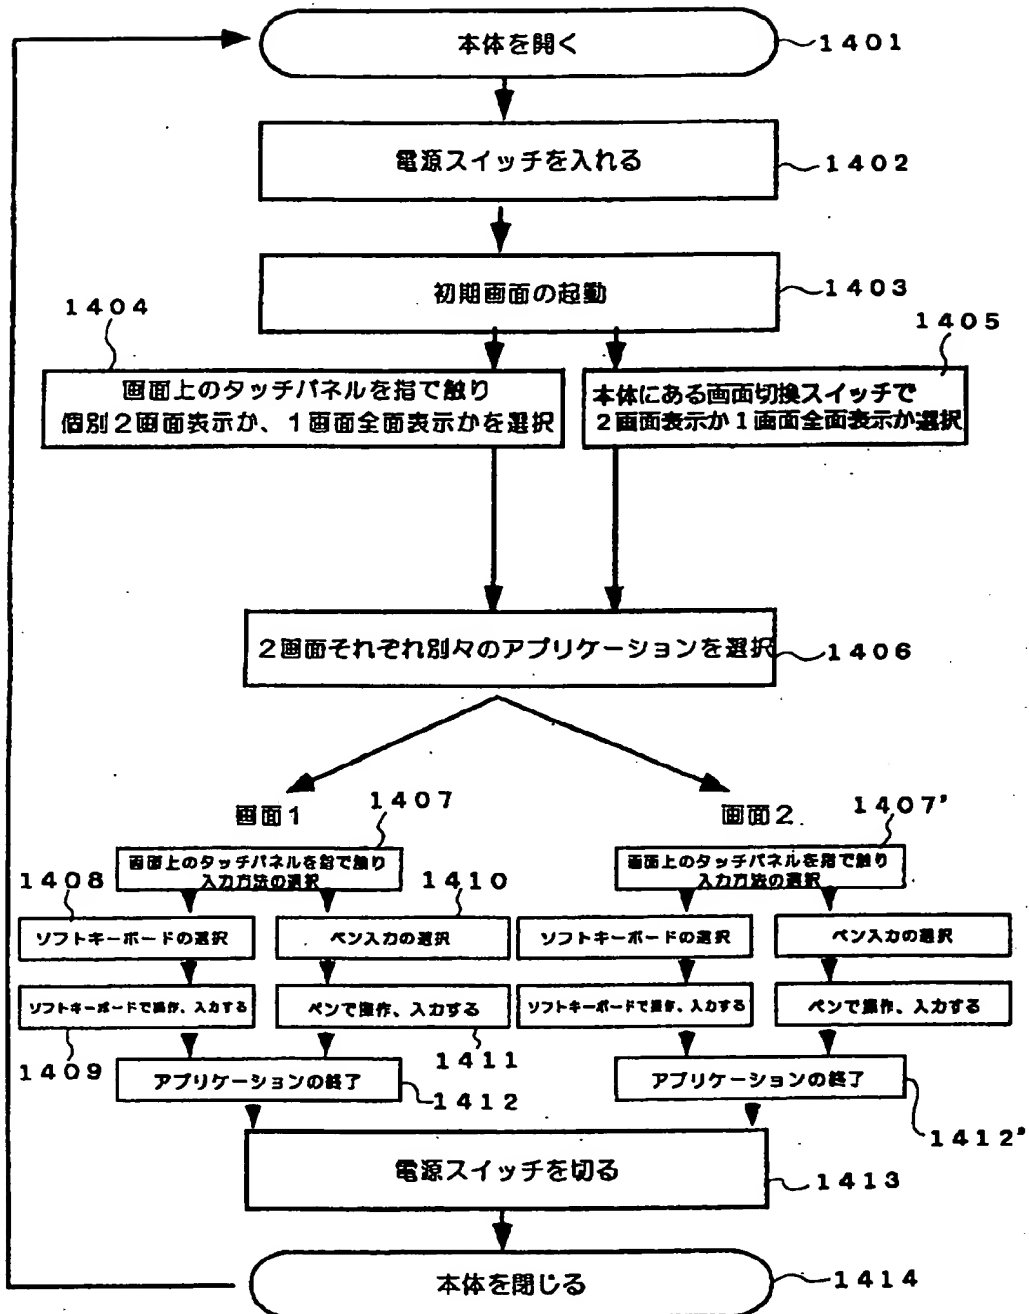 本体を開く
1401
電源スイッチを入れる
1402
初期画面の起動
1403
1404
1405
画面上のタッチパネルを指で触り
個別2画面表示か、1画面全面表示かを選択
本体にある画面切換スイッチで
2画面表示か1画面全面表示か選択
2画面それぞれ別々のアプリケーションを選択
1406
画面1
1407
画面2
1407'
画面上のタッチパネルを指で触り
入力方法の選択
画面上のタッチパネルを指で触り
入力方法の選択
1408
1410
ソフトキーボードの選択
ペン入力の選択
ソフトキーボードの選択
ペン入力の選択
ソフトキーボードで操作、入力する
ペンで操作、入力する
ソフトキーボードで操作、入力する
ペンで操作、入力する
1409
1411
アプリケーションの終了
1412
アプリケーションの終了
1412'
電源スイッチを切る
1413
本体を閉じる
1414